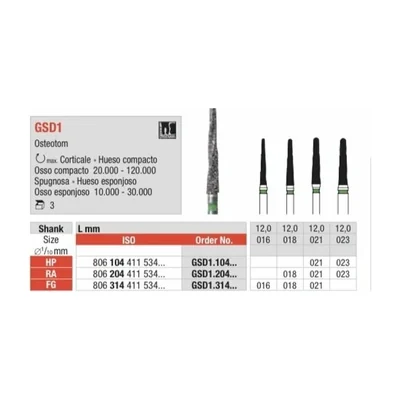 GSD1
Osteotom
max. Corticale - Hueso compacto
Osso compacto 20.000 - 120.000
Spugnosa - Hueso esponjoso
Osso esponjoso 10.000 - 30.000
3
Shank L mm 12,0 12,0 12,0 12,0
Size ISO Order No. 016 018 021 023
Ø 1/10 mm
HP 806 104 411 534... GSD1.104... 021 023
RA 806 204 411 534... GSD1.204... 018 021 023
FG 806 314 411 534... GSD1.314... 016 018 021